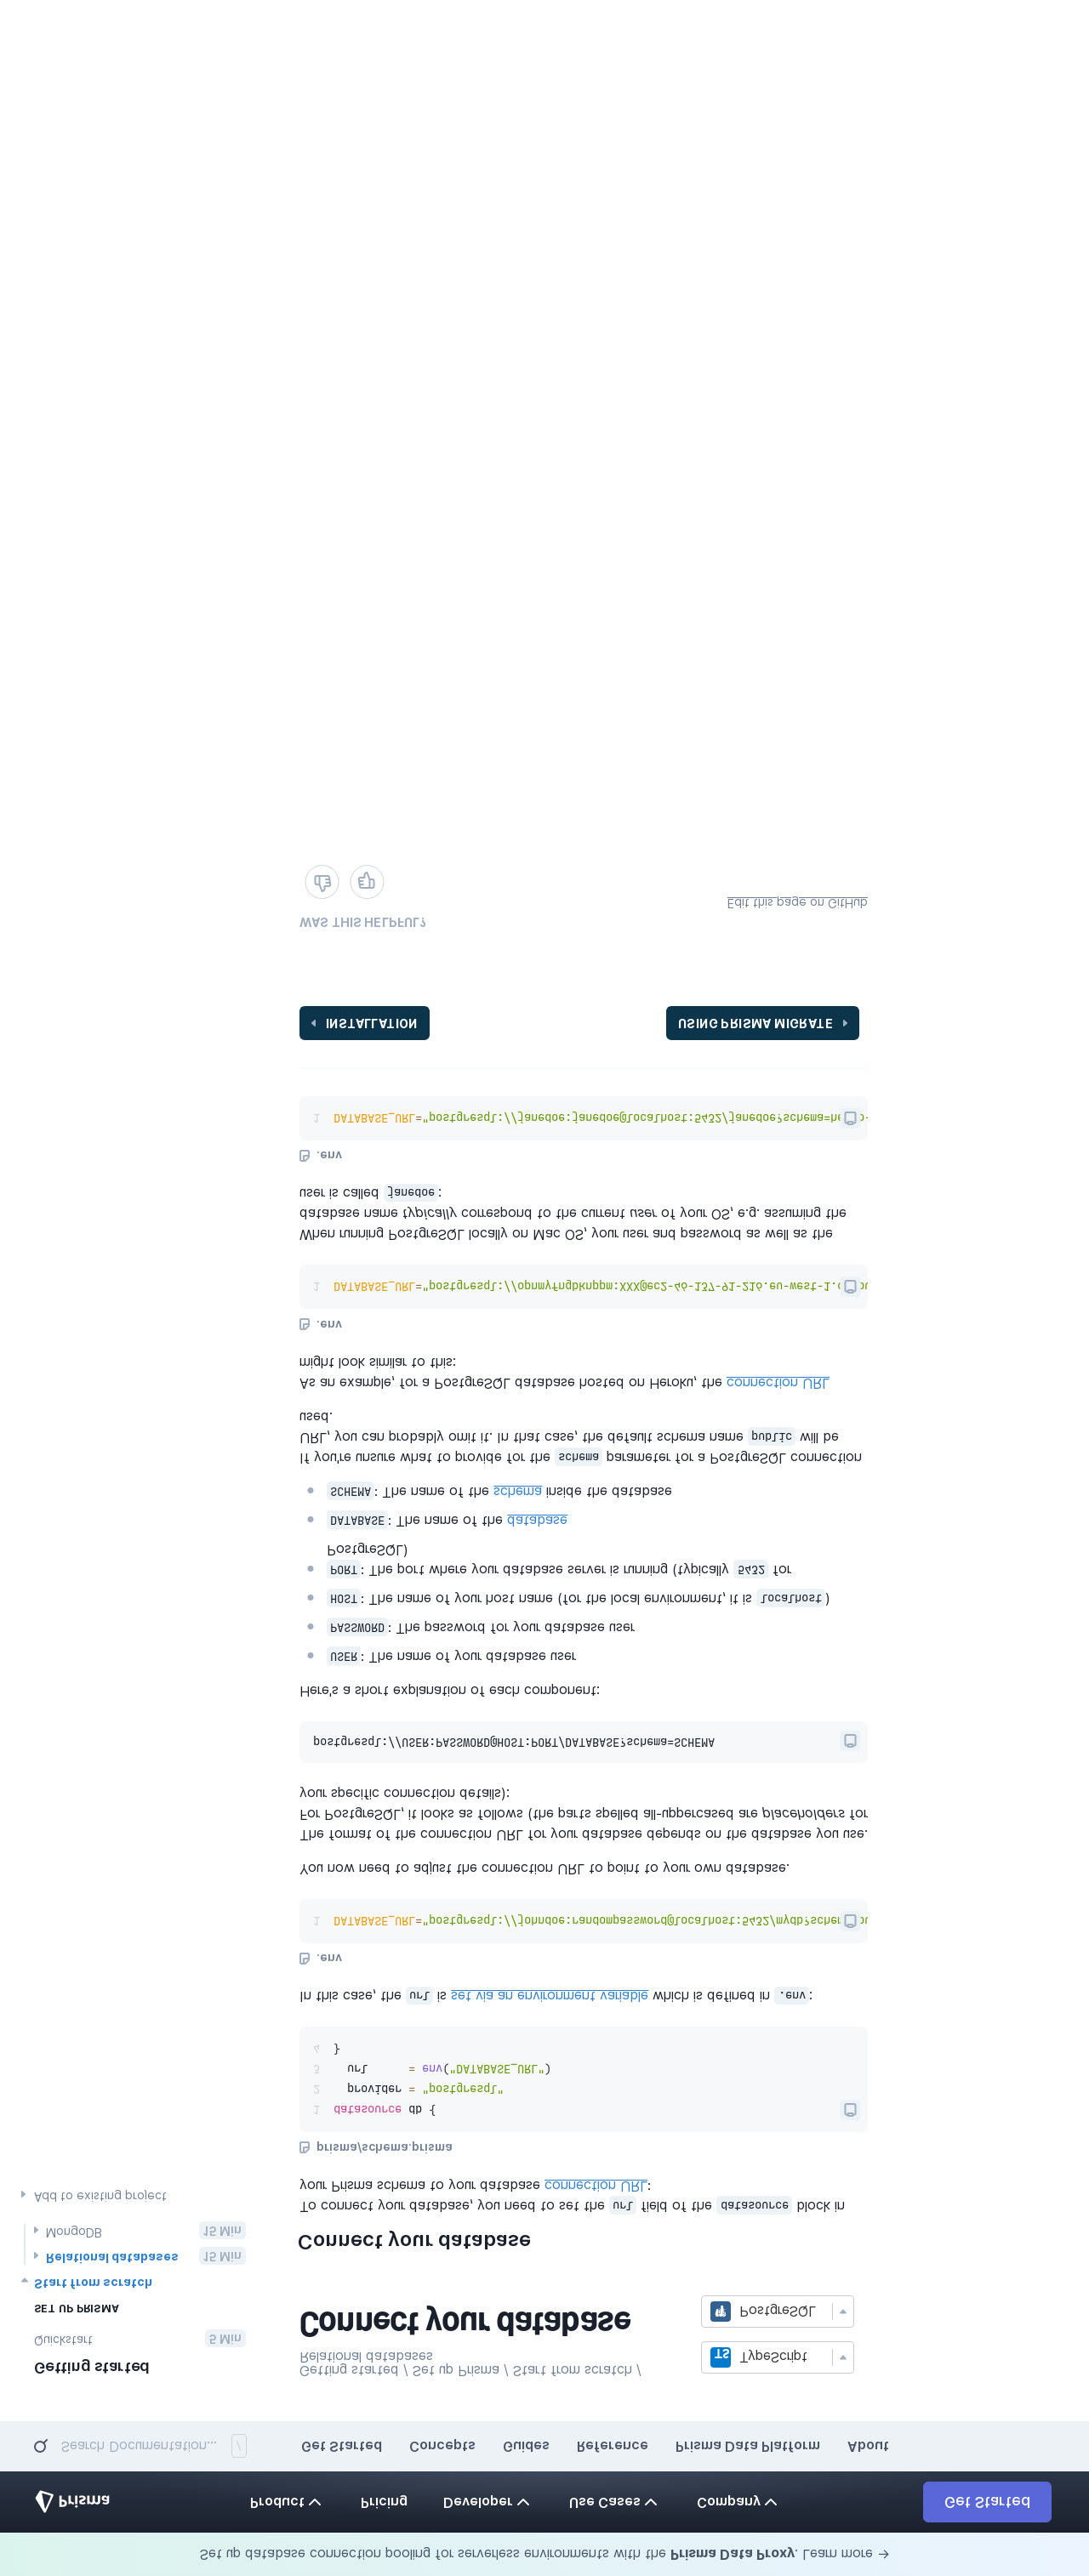 Set up database connection pooling for serverless environments with the Prisma Data Proxy. Learn more →
Prisma
Product
Pricing
Developer
Use Cases
Company
Get Started
Search Documentation... /
Get Started
Concepts
Guides
Reference
Prisma Data Platform
About
Getting started
Quickstart
5 Min
SET UP PRISMA
Start from scratch
Relational databases
15 Min
MongoDB
15 Min
Add to existing project
Getting started / Set up Prisma / Start from scratch /
Relational databases
Connect your database
TS TypeScript
PostgreSQL
Connect your database
To connect your database, you need to set the url field of the datasource block in
your Prisma schema to your database connection URL:
prisma/schema.prisma
1 datasource db {
2   provider = "postgresql"
3   url      = env("DATABASE_URL")
4 }
In this case, the url is set via an environment variable which is defined in .env:
.env
1 DATABASE_URL="postgresql://johndoe:randompassword@localhost:5432/mydb?schem
You now need to adjust the connection URL to point to your own database.
The format of the connection URL for your database depends on the database you use.
For PostgreSQL, it looks as follows (the parts spelled all-uppercased are placeholders for
your specific connection details):
postgresql://USER:PASSWORD@HOST:PORT/DATABASE?schema=SCHEMA
Here's a short explanation of each component:
USER: The name of your database user
PASSWORD: The password for your database user
HOST: The name of your host name (for the local environment, it is localhost)
PORT: The port where your database server is running (typically 5432 for
PostgreSQL)
DATABASE: The name of the database
SCHEMA: The name of the schema inside the database
If you're unsure what to provide for the schema parameter for a PostgreSQL connection
URL, you can probably omit it. In that case, the default schema name public will be
used.
As an example, for a PostgreSQL database hosted on Heroku, the connection URL
might look similar to this:
.env
1 DATABASE_URL="postgresql://opnmyfngbknppm:XXX@ec2-46-137-91-216.eu-west-1.c
When running PostgreSQL locally on Mac OS, your user and password as well as the
database name typically correspond to the current user of your OS, e.g. assuming the
user is called janedoe:
.env
1 DATABASE_URL="postgresql://janedoe:janedoe@localhost:5432/janedoe?schema=he
INSTALLATION
USING PRISMA MIGRATE
WAS THIS HELPFUL?
Edit this page on GitHub